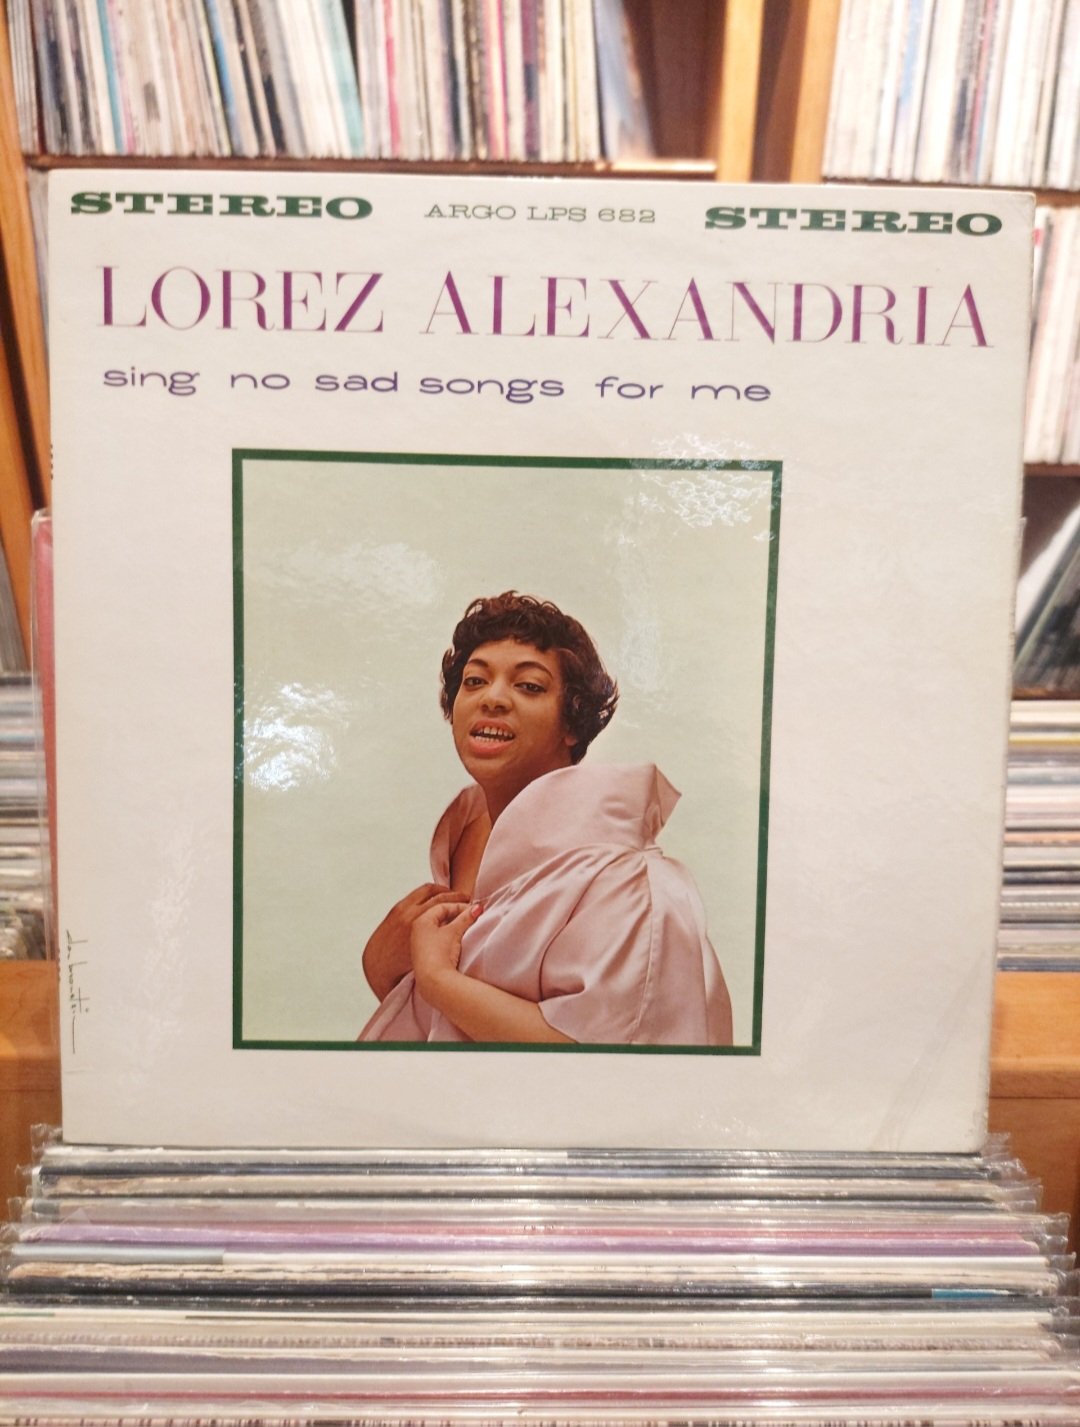 STEREO ARGO LPS 682 STEREO
LOREZ ALEXANDRIA
sing no sad songs for me